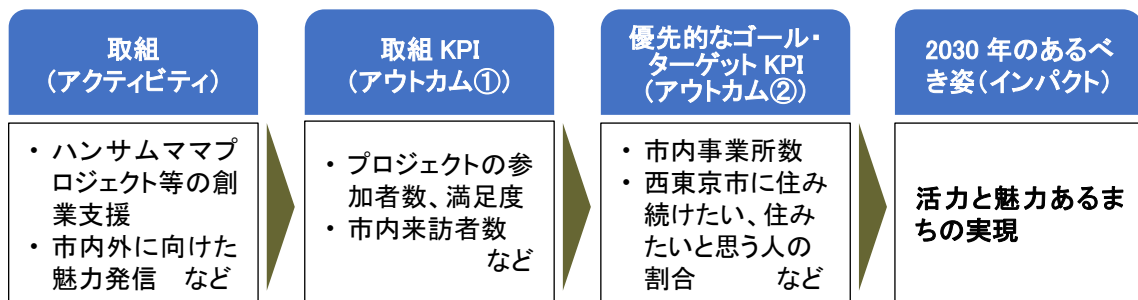 取組
(アクティビティ)
・ ハンサムママプ
ロジェクト等の創
業支援
・ 市内外に向けた
魅力発信　など
取組 KPI
(アウトカム①)
・ プロジェクトの参
加者数、満足度
・ 市内来訪者数
など
優先的なゴール・
ターゲット KPI
(アウトカム②)
・ 市内事業所数
・ 西東京市に住み
続けたい、住み
たいと思う人の
割合　　　など
2030 年のあるべ
き姿(インパクト)
活力と魅力あるま
ちの実現